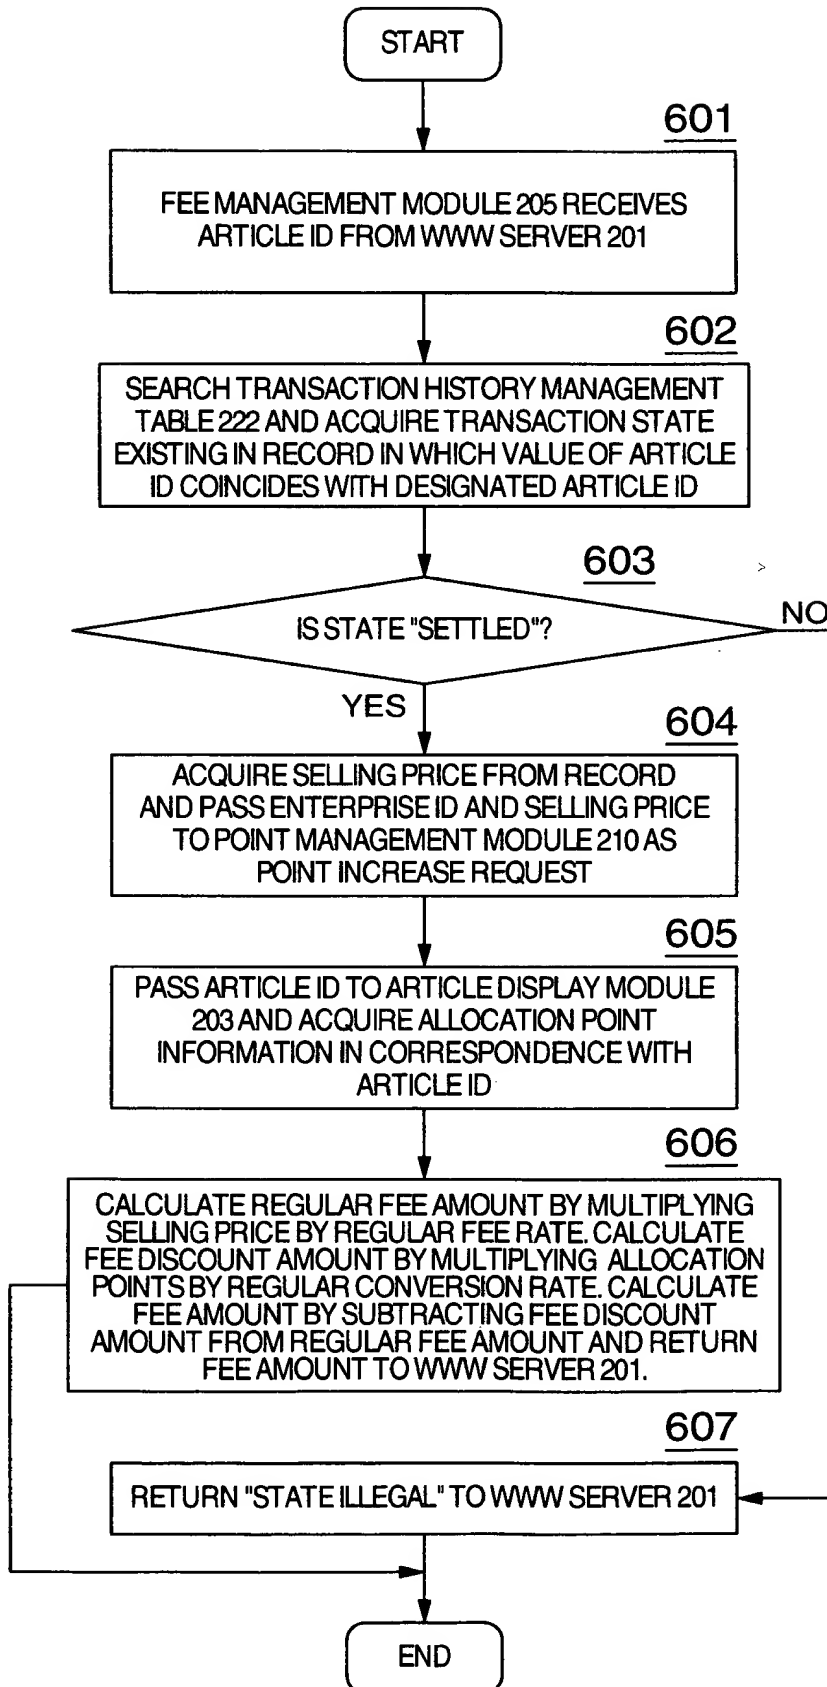 START
601
FEE MANAGEMENT MODULE 205 RECEIVES
ARTICLE ID FROM WWW SERVER 201
602
SEARCH TRANSACTION HISTORY MANAGEMENT
TABLE 222 AND ACQUIRE TRANSACTION STATE
EXISTING IN RECORD IN WHICH VALUE OF ARTICLE
ID COINCIDES WITH DESIGNATED ARTICLE ID
603
IS STATE "SETTLED"?
NO
YES
604
ACQUIRE SELLING PRICE FROM RECORD
AND PASS ENTERPRISE ID AND SELLING PRICE
TO POINT MANAGEMENT MODULE 210 AS
POINT INCREASE REQUEST
605
PASS ARTICLE ID TO ARTICLE DISPLAY MODULE
203 AND ACQUIRE ALLOCATION POINT
INFORMATION IN CORRESPONDENCE WITH
ARTICLE ID
606
CALCULATE REGULAR FEE AMOUNT BY MULTIPLYING
SELLING PRICE BY REGULAR FEE RATE. CALCULATE
FEE DISCOUNT AMOUNT BY MULTIPLYING ALLOCATION
POINTS BY REGULAR CONVERSION RATE. CALCULATE
FEE AMOUNT BY SUBTRACTING FEE DISCOUNT
AMOUNT FROM REGULAR FEE AMOUNT AND RETURN
FEE AMOUNT TO WWW SERVER 201.
607
RETURN "STATE ILLEGAL" TO WWW SERVER 201
END